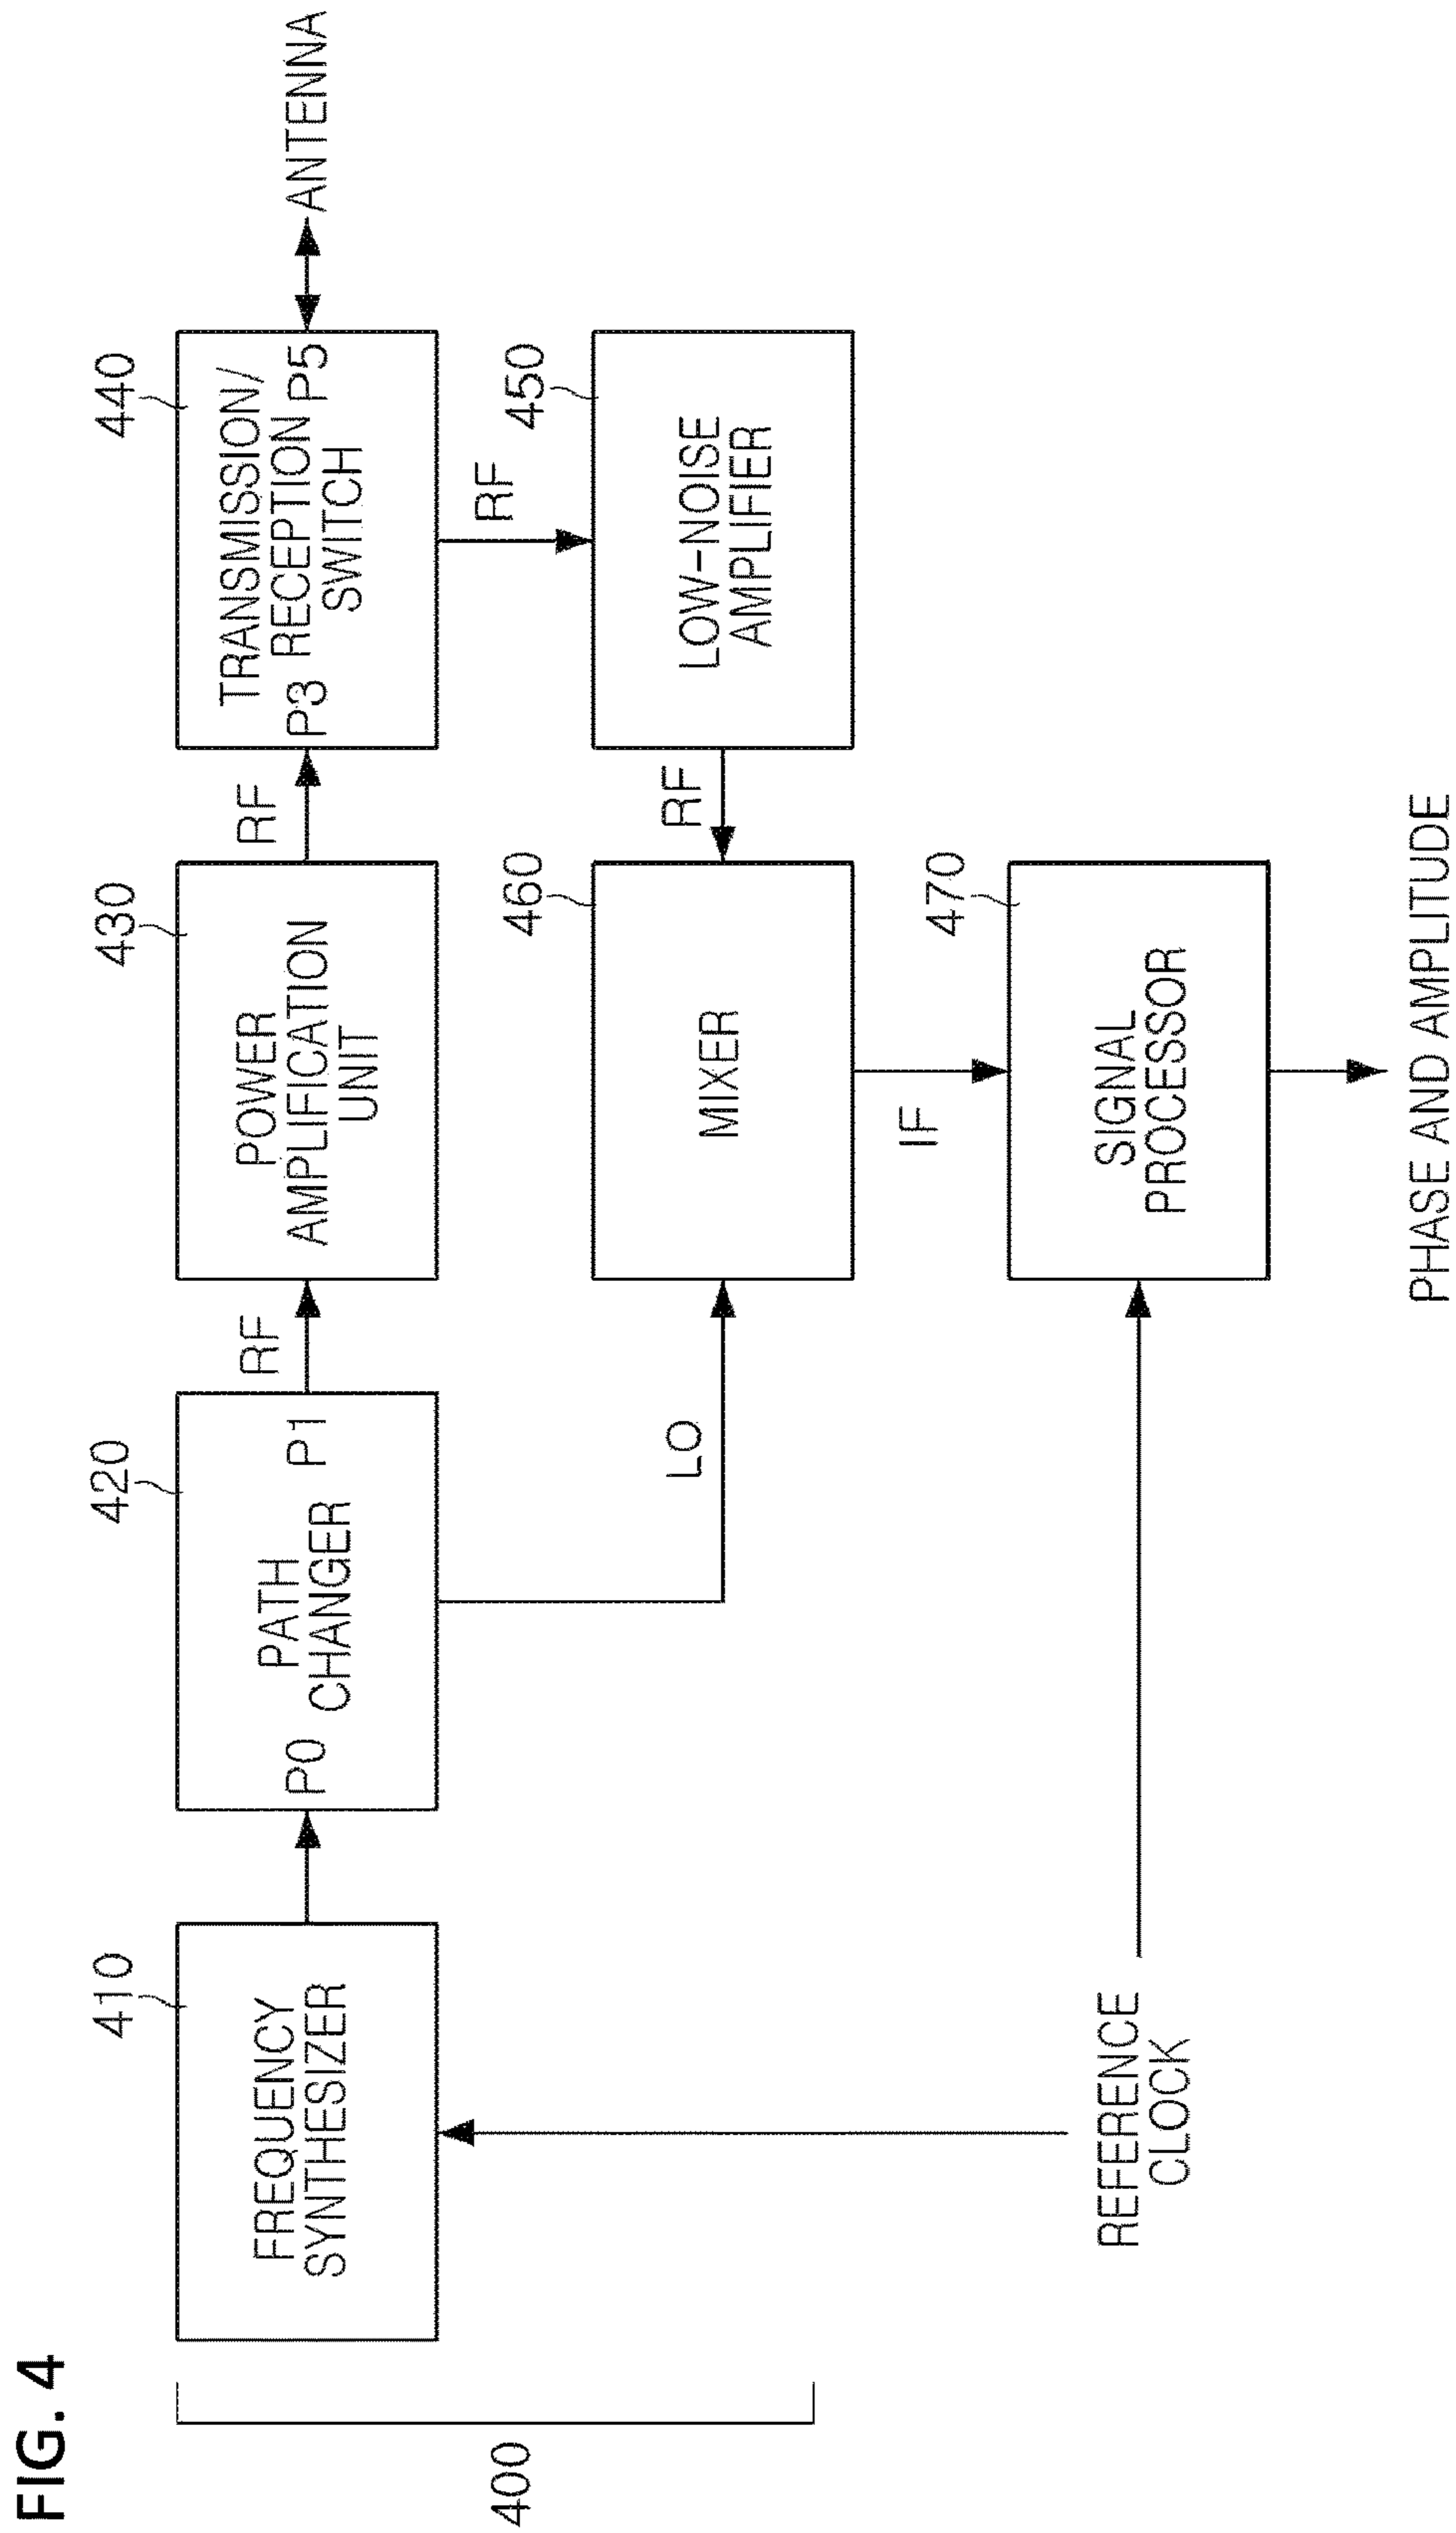 FIG. 4
400
410
FREQUENCY
SYNTHESIZER
420
P0
PATH
CHANGER
P1
RF
430
POWER
AMPLIFICATION
UNIT
RF
440
TRANSMISSION/
P3 RECEPTION P5
SWITCH
ANTENNA
RF
450
LOW-NOISE
AMPLIFIER
RF
460
MIXER
LO
IF
470
SIGNAL
PROCESSOR
REFERENCE
CLOCK
PHASE AND AMPLITUDE